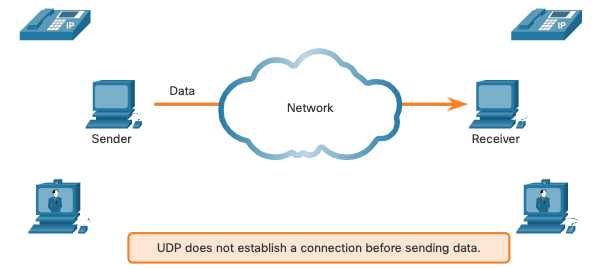 IP
IP
Data
Network
Sender
Receiver
UDP does not establish a connection before sending data.